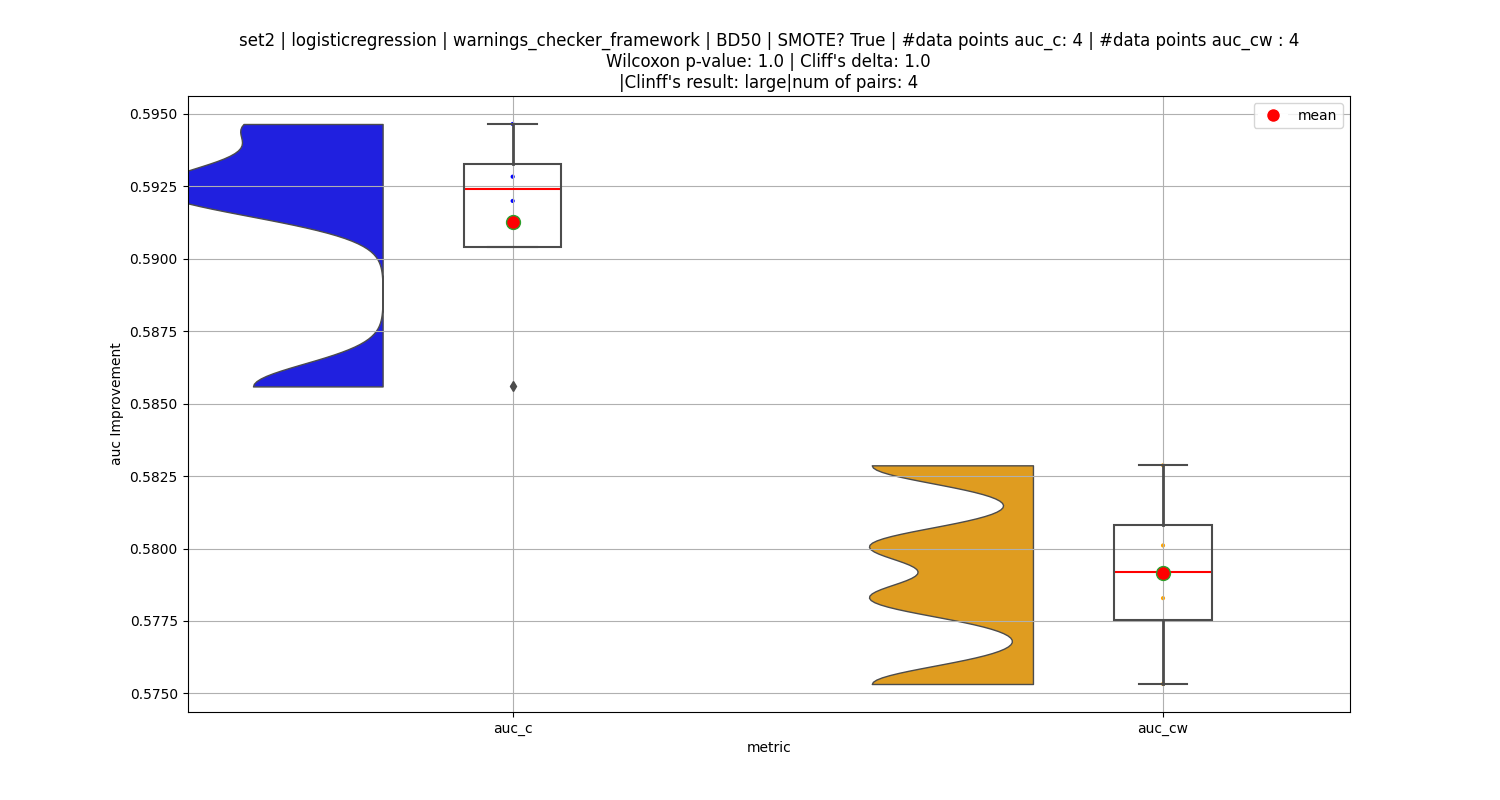 set2 | logisticregression | warnings_checker_framework | BD50 | SMOTE? True | #data points auc_c: 4 | #data points auc_cw : 4
Wilcoxon p-value: 1.0 | Cliff's delta: 1.0
|Clinff's result: large|num of pairs: 4
mean
0.5950
0.5925
0.5900
0.5875
0.5850
0.5825
0.5800
0.5775
0.5750
auc Improvement
auc_c
auc_cw
metric